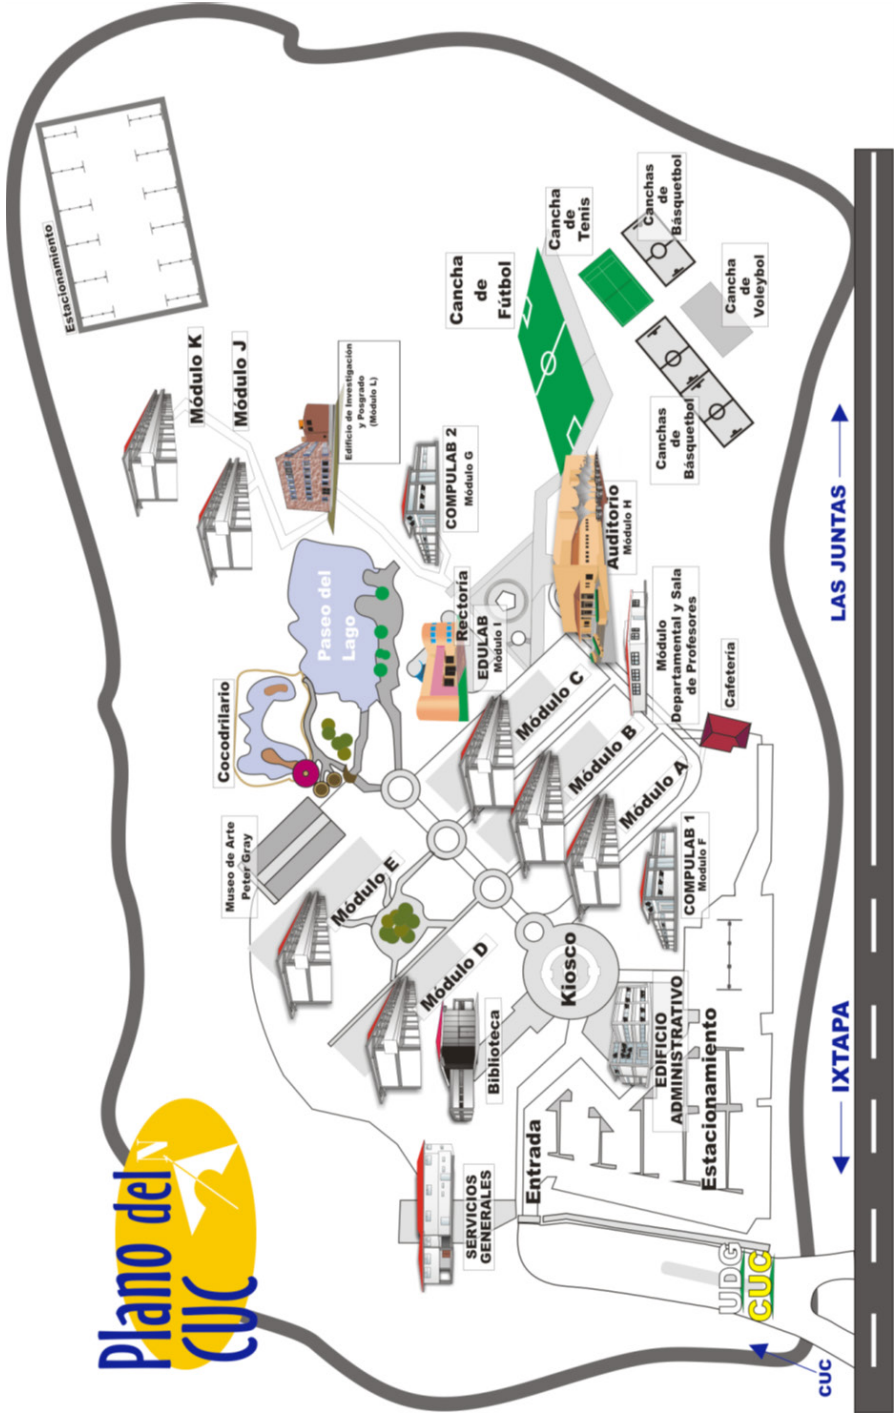 Plano del
CUC
N
Estacionamiento
Módulo K
Módulo J
Edificio de Investigación
y Posgrado
(Módulo L)
COMPULAB 2
Módulo G
Cancha
de
Fútbol
Cancha
de
Tenis
Canchas
de
Básquetbol
Cancha
de
Voleybol
Canchas
de
Básquetbol
Paseo del
Lago
Cocodrilario
Rectoría
EDULAB
Módulo I
Auditorio
Módulo H
Módulo
Departamental y Sala
de Profesores
Cafetería
Museo de Arte
Peter Gray
Módulo E
Módulo D
Módulo C
Módulo B
Módulo A
COMPULAB 1
Modulo F
Biblioteca
Kiosco
EDIFICIO
ADMINISTRATIVO
Estacionamiento
SERVICIOS
GENERALES
Entrada
UDG
CUC
CUC
IXTAPA
LAS JUNTAS